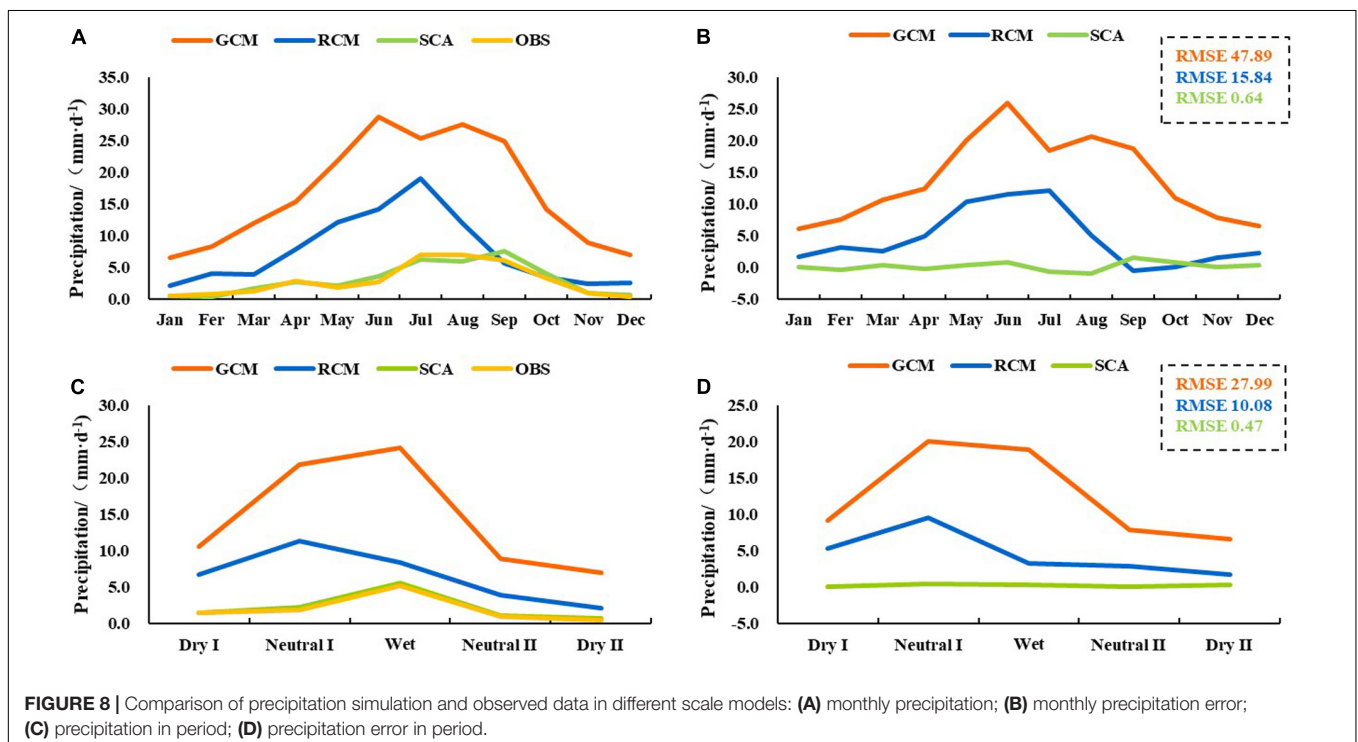 A
GCM RCM SCA OBS
Precipitation/（mm·d-1）
35.0
30.0
25.0
20.0
15.0
10.0
5.0
0.0
Jan Fer Mar Apr May Jun Jul Aug Sep Oct Nov Dec
B
GCM RCM SCA
RMSE 47.89
RMSE 15.84
RMSE 0.64
Precipitation/（mm·d-1）
30.0
25.0
20.0
15.0
10.0
5.0
0.0
-5.0
Jan Fer Mar Apr May Jun Jul Aug Sep Oct Nov Dec
C
GCM RCM SCA OBS
Precipitation/（mm·d-1）
30.0
25.0
20.0
15.0
10.0
5.0
0.0
Dry I Neutral I Wet Neutral II Dry II
D
GCM RCM SCA
RMSE 27.99
RMSE 10.08
RMSE 0.47
Precipitation/（mm·d-1）
25.0
20.0
15.0
10.0
5.0
0.0
-5.0
Dry I Neutral I Wet Neutral II Dry II
FIGURE 8 | Comparison of precipitation simulation and observed data in different scale models: (A) monthly precipitation; (B) monthly precipitation error;
(C) precipitation in period; (D) precipitation error in period.